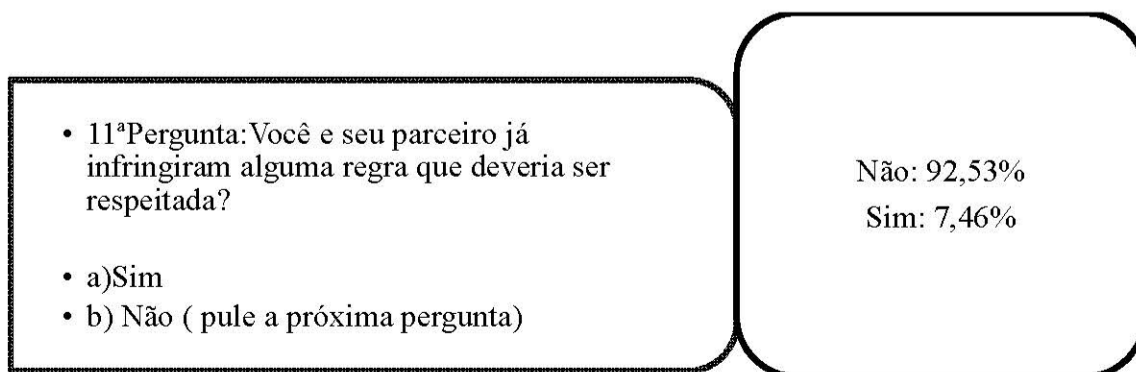 • 11ªPergunta:Você e seu parceiro já
infringiram alguma regra que deveria ser
respeitada?
• a)Sim
• b) Não ( pule a próxima pergunta)
Não: 92,53%
Sim: 7,46%